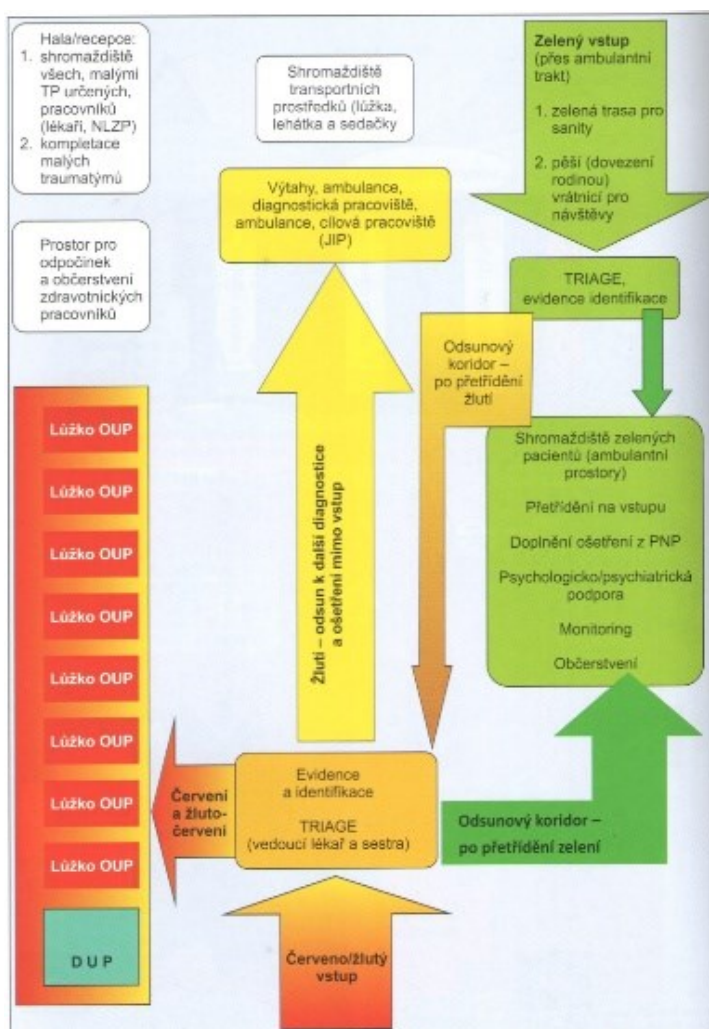 Hala/recepce:
1. shromaždiště
všech, malými
TP určených,
pracovníků
(lékaři, NLZP)
2. kompletace
malých
traumatýmů
Prostor pro
odpočinek
a občerstvení
zdravotnických
pracovníků
Shromaždiště
transportních
prostředků (lůžka,
lehátka a sedačky
Výtahy, ambulance,
diagnostická pracoviště,
ambulance, cílová pracoviště
(JIP)
Zelený vstup
(přes ambulantní
trakt)
1. zelená trasa pro
sanity
2. pěší (dovezení
rodinou)
vrátnicí pro
návštěvy
TRIAGE,
evidence identifikace
Odsunový
koridor –
po přetřídění
žlutí
Shromaždiště zelených
pacientů (ambulantní
prostory)
Přetřídění na vstupu
Doplnění ošetření z PNP
Psychologicko/psychiatrická
podpora
Monitoring
Občerstvení
Žlutí – odsun k další diagnostice
a ošetření mimo vstup
Lůžko OUP
Lůžko OUP
Lůžko OUP
Lůžko OUP
Lůžko OUP
Lůžko OUP
Lůžko OUP
Lůžko OUP
D U P
Červení
a žluto-
červení
Evidence
a identifikace
TRIAGE
(vedoucí lékař a sestra)
Odsunový koridor –
po přetřídění zelení
Červeno/žlutý
vstup